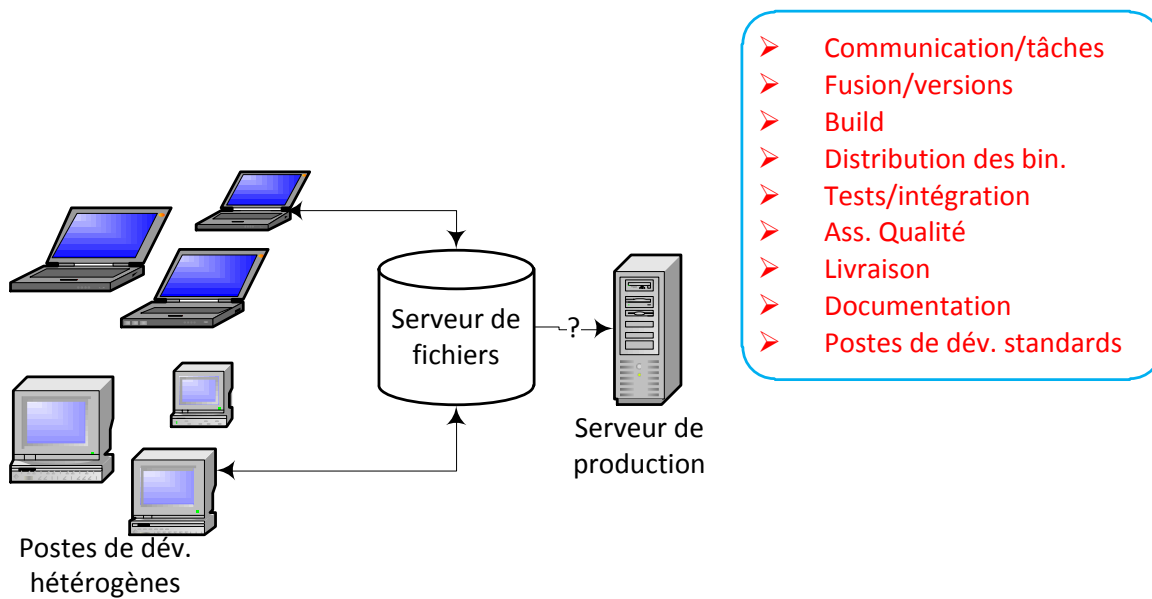 Communication/tâches
Fusion/versions
Build
Distribution des bin.
Tests/intégration
Ass. Qualité
Livraison
Documentation
Postes de dév. standards
Serveur de
fichiers
?
Serveur de
production
Postes de dév.
hétérogènes